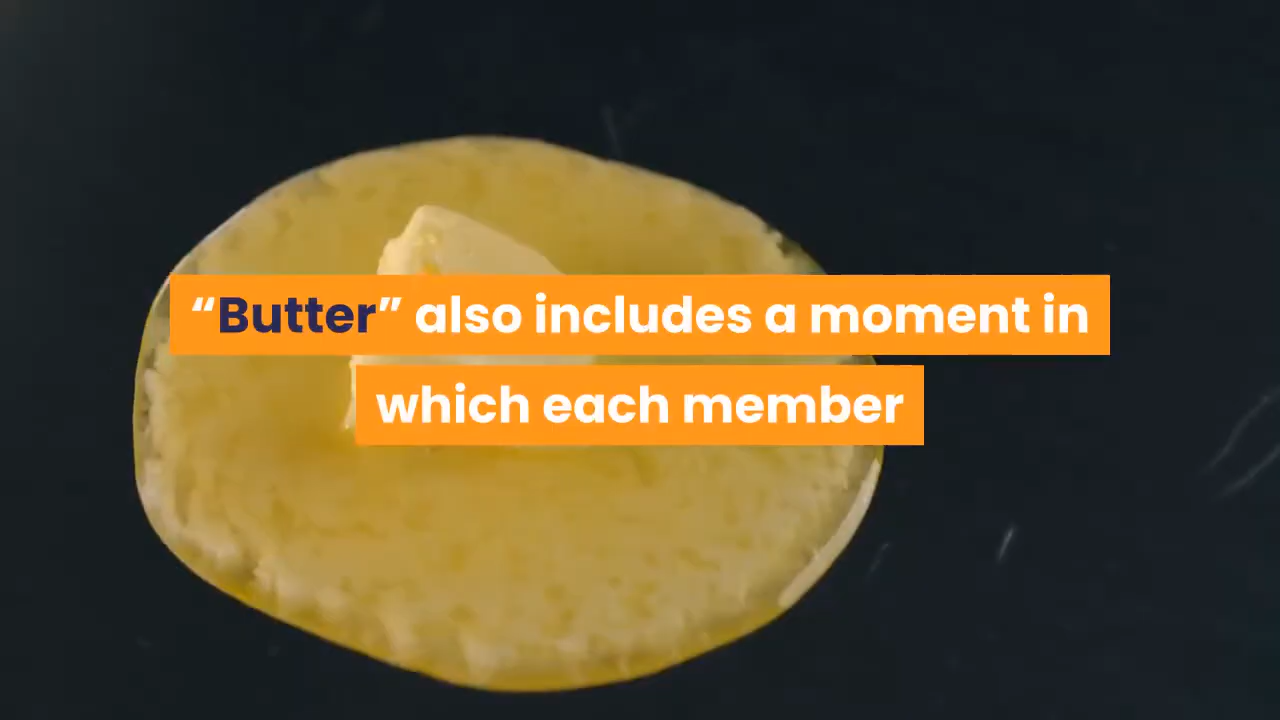 “Butter” also includes a moment in
which each member